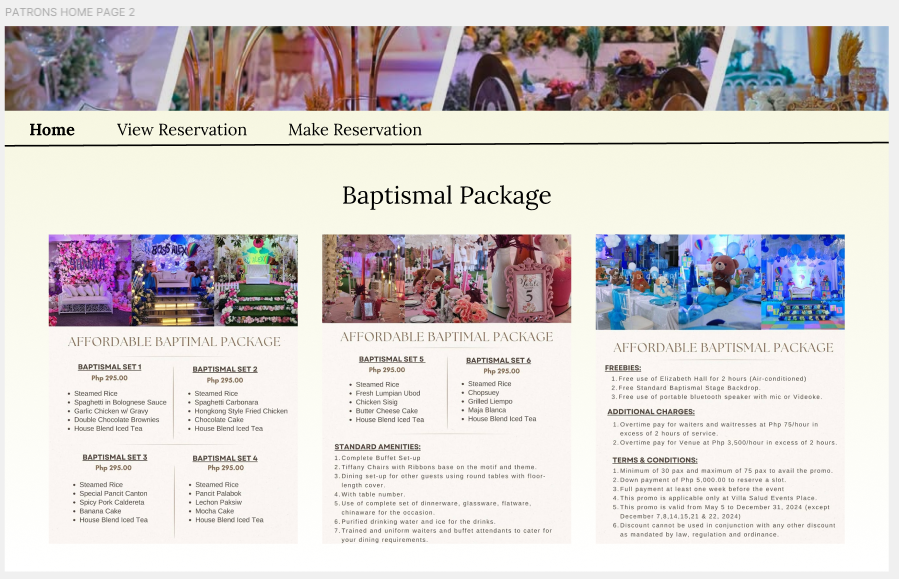 PATRONS HOME PAGE 2
Home
View Reservation
Make Reservation
Baptismal Package
AFFORDABLE BAPTIMAL PACKAGE
BAPTISMAL SET 1
Php 295.00
Steamed Rice
Spaghetti in Bolognese Sauce
Garlic Chicken w/ Gravy
Double Chocolate Brownies
House Blend Iced Tea
BAPTISMAL SET 2
Php 295.00
Steamed Rice
Spaghetti Carbonara
Hongkong Style Fried Chicken
Chocolate Cake
House Blend Iced Tea
BAPTISMAL SET 3
Php 295.00
Steamed Rice
Special Pancit Canton
Spicy Pork Caldereta
Banana Cake
House Blend Iced Tea
BAPTISMAL SET 4
Php 295.00
Steamed Rice
Pancit Palabok
Lechon Paksiw
Mocha Cake
House Blend Iced Tea
5
AFFORDABLE BAPTIMAL PACKAGE
BAPTISMAL SET 5
Php 295.00
Steamed Rice
Fresh Lumpian Ubod
Chicken Sisig
Butter Cheese Cake
House Blend Iced Tea
BAPTISMAL SET 6
Php 295.00
Steamed Rice
Chopsuey
Grilled Liempo
Maja Blanca
House Blend Iced Tea
STANDARD AMENITIES:
1. Complete Buffet Set-up
2. Tiffany Chairs with Ribbons base on the motif and theme.
3. Dining set-up for other guests using round tables with floor-
length cover.
4. With table number.
5. Use of complete set of dinnerware, glassware, flatware,
chinaware for the occasion.
6. Purified drinking water and ice for the drinks.
7. Trained and uniform waiters and buffet attendants to cater for
your dining requirements.
AFFORDABLE BAPTIMAL PACKAGE
FREEBIES:
1. Free use of Elizabeth Hall for 2 hours (Air-conditioned)
2. Free Standard Baptismal Stage Backdrop.
3. Free use of portable bluetooth speaker with mic or Videoke.
ADDITIONAL CHARGES:
1. Overtime pay for waiters and waitresses at Php 75/hour in
excess of 2 hours of service.
2. Overtime pay for Venue at Php 3,500/hour in excess of 2 hours.
TERMS & CONDITIONS:
1. Minimum of 30 pax and maximum of 75 pax to avail the promo.
2. Down payment of Php 5,000.00 to reserve a slot.
3. Full payment at least one week before the event
4. This promo is applicable only at Villa Salud Events Place.
5. This promo is valid from May 5 to December 31, 2024 (except
December 7,8,14,15,21 & 22, 2024)
6. Discount cannot be used in conjunction with any other discount
as mandated by law, regulation and ordinance.